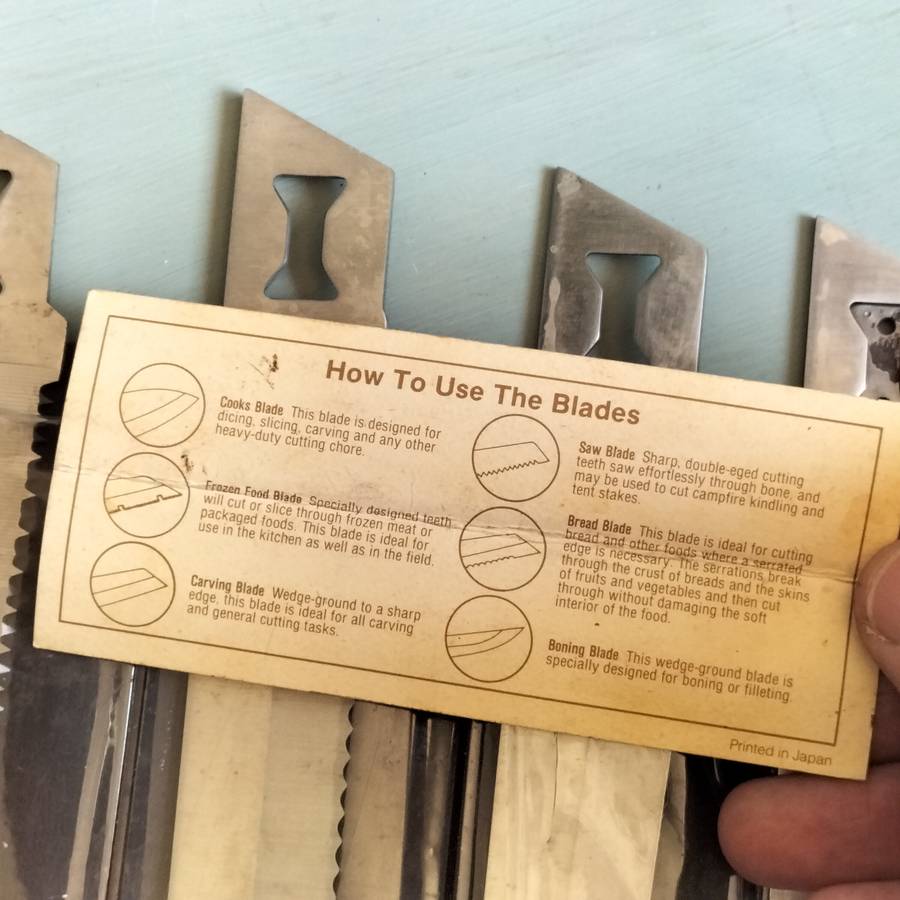 How To Use The Blades
Cooks Blade This blade is designed for
dicing, slicing, carving and any other
heavy-duty cutting chore.
Frozen Food Blade Specially designed teeth
will cut or slice through frozen meat or
packaged foods. This blade is ideal for
use in the kitchen as well as in the field.
Carving Blade Wedge-ground to a sharp
edge, this blade is ideal for all carving
and general cutting tasks.
Saw Blade Sharp, double-eged cutting
teeth saw effortlessly through bone, and
may be used to cut campfire kindling and
tent stakes.
Bread Blade This blade is ideal for cutting
bread and other foods where a serrated
edge is necessary. The serrations break
through the crust of breads and the skins
of fruits and vegetables and then cut
through without damaging the soft
interior of the food.
Boning Blade This wedge-ground blade is
specially designed for boning or filleting.
Printed in Japan